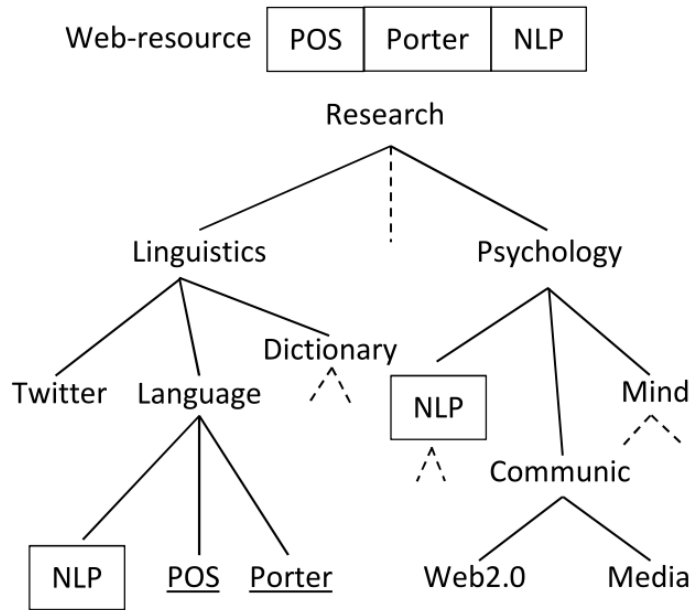 Web-resource POS Porter NLP
Research
Linguistics Psychology
Dictionary
Twitter Language NLP Mind
Communic
NLP POS Porter Web2.0 Media